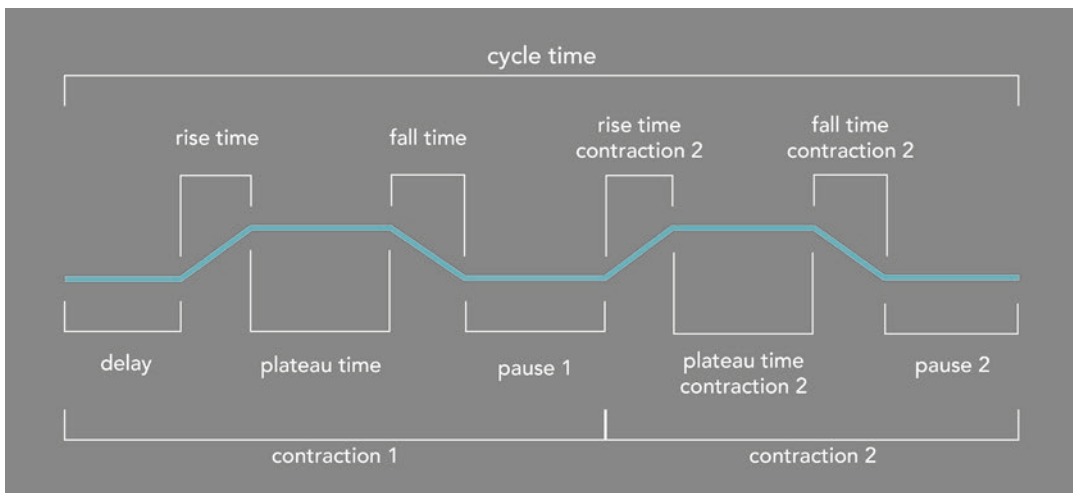 cycle time
rise time
fall time
rise time
contraction 2
fall time
contraction 2
delay
plateau time
pause 1
plateau time
contraction 2
pause 2
contraction 1
contraction 2